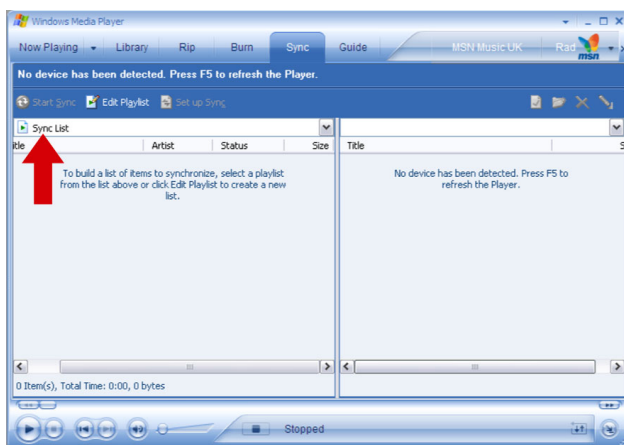 Windows Media Player
Now Playing Library Rip Burn Sync Guide MSN Music UK Rad
msn
No device has been detected. Press F5 to refresh the Player.
Start Sync Edit Playlist Set up Sync
Sync List
itle Artist Status Size Title S
To build a list of items to synchronize, select a playlist
from the list above or click Edit Playlist to create a new
list.
No device has been detected. Press F5 to
refresh the Player.
0 Item(s), Total Time: 0:00, 0 bytes
Stopped